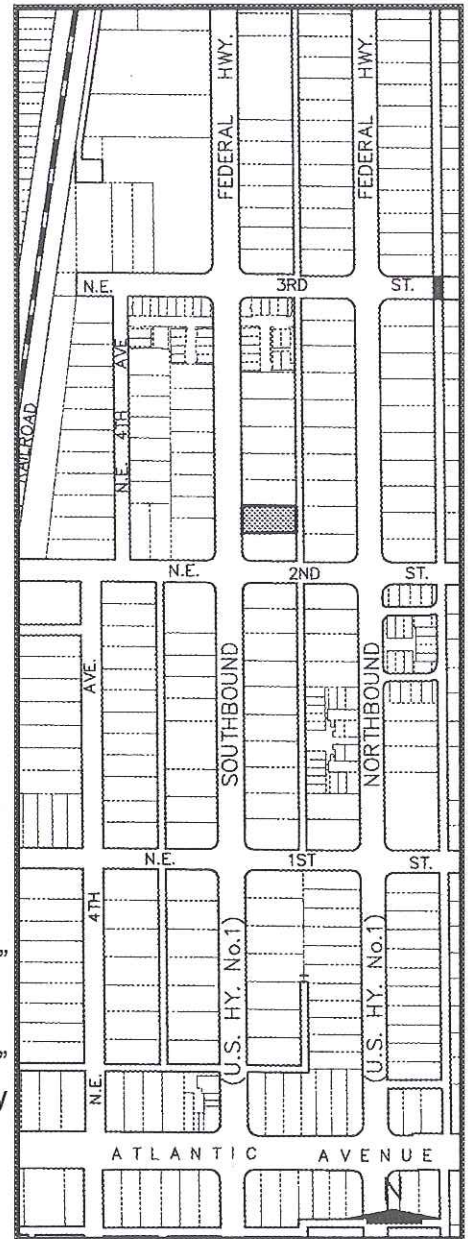 FEDERAL HWY.
FEDERAL HWY.
N.E. 3RD ST.
RAILROAD
N.E. 4TH AVE
N.E. 2ND ST.
AVE.
SOUTHBOUND
NORTHBOUND
N.E. 1ST ST.
4TH
(U.S. HY. No.1)
(U.S. HY. No.1)
”
”
y
N.E.
ATLANTIC AVENUE
N